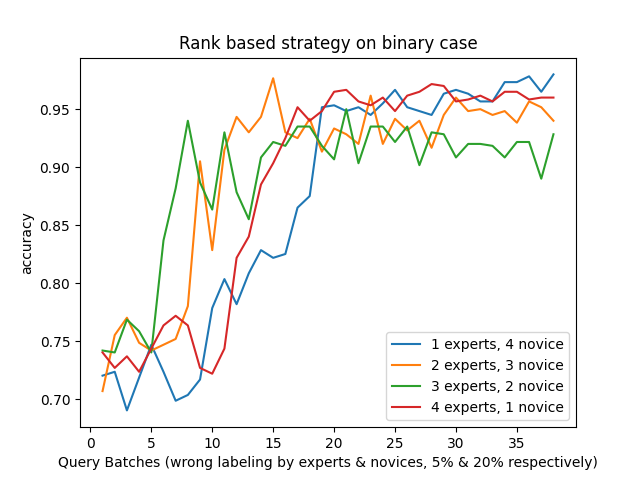 Rank based strategy on binary case
accuracy
0.95
0.90
0.85
0.80
0.75
0.70
1 experts, 4 novice
2 experts, 3 novice
3 experts, 2 novice
4 experts, 1 novice
0 5 10 15 20 25 30 35
Query Batches (wrong labeling by experts & novices, 5% & 20% respectively)